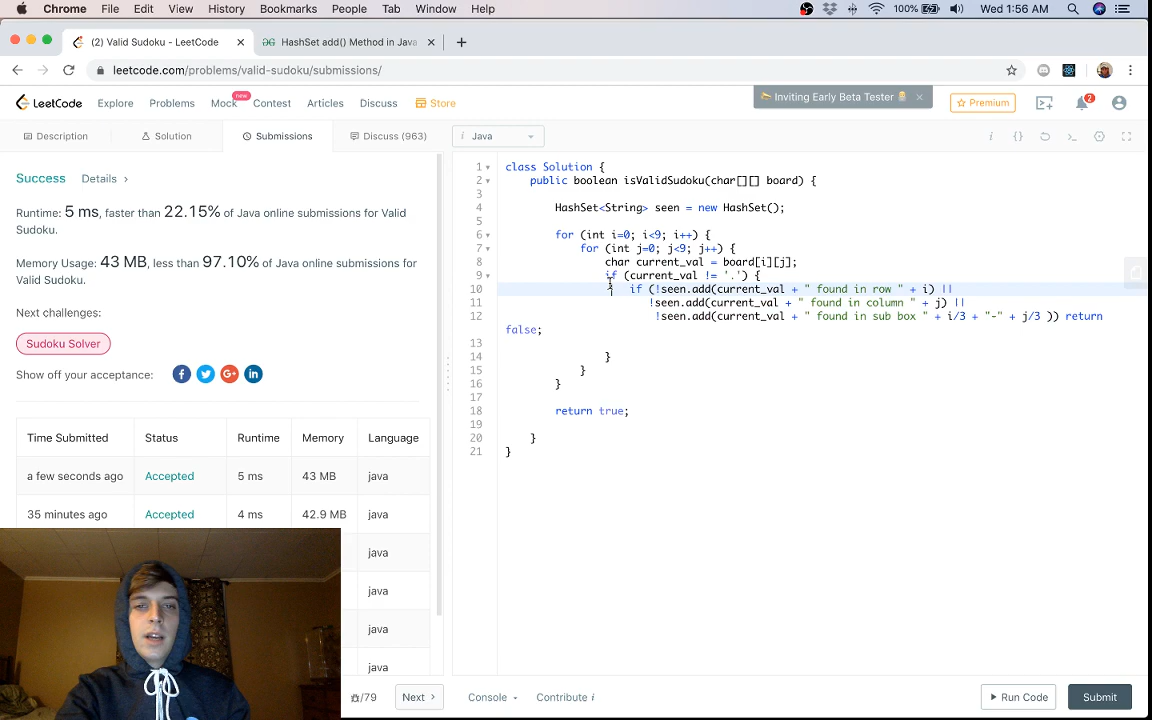 Chrome File Edit View History Bookmarks People Tab Window Help 100% Wed 1:56 AM
(2) Valid Sudoku - LeetCode HashSet add() Method in Java
leetcode.com/problems/valid-sudoku/submissions/
LeetCode Explore Problems Mock new Contest Articles Discuss Store Inviting Early Beta Tester Premium 2
Description Solution Submissions Discuss (963) i Java
Success Details
Runtime: 5 ms, faster than 22.15% of Java online submissions for Valid
Sudoku.
Memory Usage: 43 MB, less than 97.10% of Java online submissions for
Valid Sudoku.
Next challenges:
Sudoku Solver
Show off your acceptance:
Time Submitted Status Runtime Memory Language
a few seconds ago Accepted 5 ms 43 MB java
35 minutes ago Accepted 4 ms 42.9 MB java
java
java
java
java
1 class Solution {
2 public boolean isValidSudoku(char[][] board) {
3
4 HashSet<String> seen = new HashSet();
5
6 for (int i=0; i<9; i++) {
7 for (int j=0; j<9; j++) {
8 char current_val = board[i][j];
9 if (current_val != '.') {
10 if (!seen.add(current_val + " found in row " + i) ||
11 !seen.add(current_val + " found in column " + j) ||
12 !seen.add(current_val + " found in sub box " + i/3 + "-" + j/3 )) return
false;
13
14 }
15 }
16 }
17
18 return true;
19
20 }
21 }
/79 Next Console Contribute i Run Code Submit